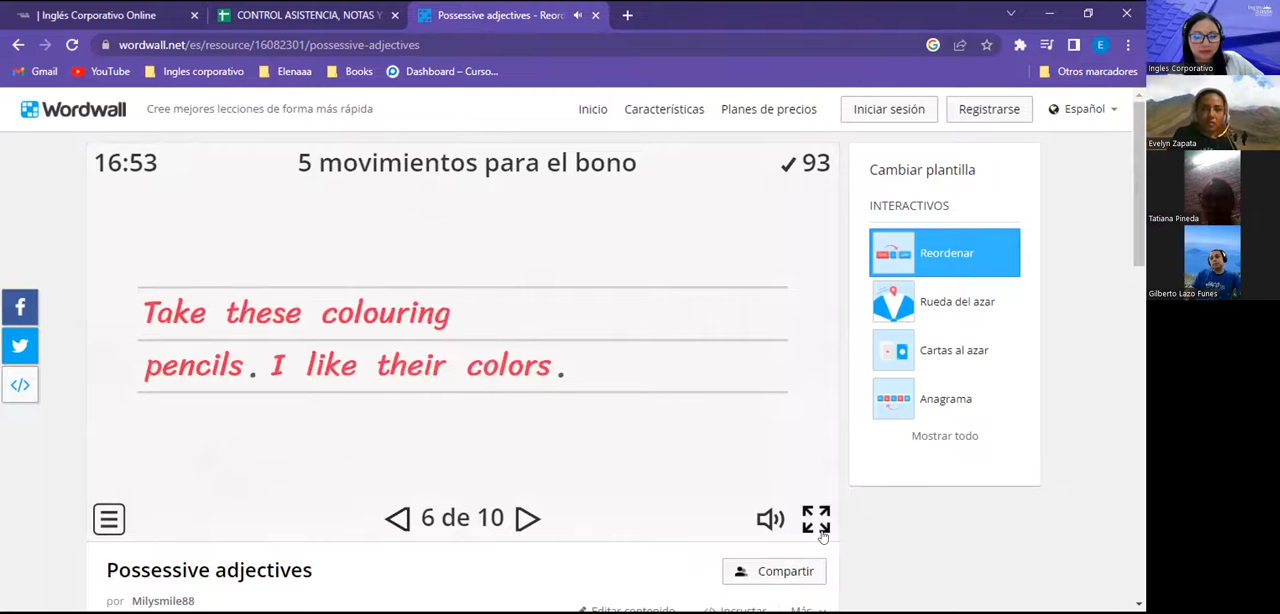 Inglés Corporativo Online
CONTROL ASISTENCIA, NOTAS Y
Possessive adjectives - Reor
wordwall.net/es/resource/16082301/possessive-adjectives
Gmail
YouTube
Ingles corporativo
Elenaaa
Books
Dashboard – Curso...
Otros marcadores
Wordwall
Cree mejores lecciones de forma más rápida
Inicio
Características
Planes de precios
Iniciar sesión
Registrarse
Español
16:53
5 movimientos para el bono
93
Take these colouring
pencils. I like their colors.
6 de 10
Possessive adjectives
Compartir
por Milysmile88
Editar contenido
Incrustar
Más
Cambiar plantilla
INTERACTIVOS
Reordenar
Rueda del azar
Cartas al azar
Anagrama
Mostrar todo
Ingles Corporativo
Evelyn Zapata
Tatiana Pineda
Gilberto Lazo Funes